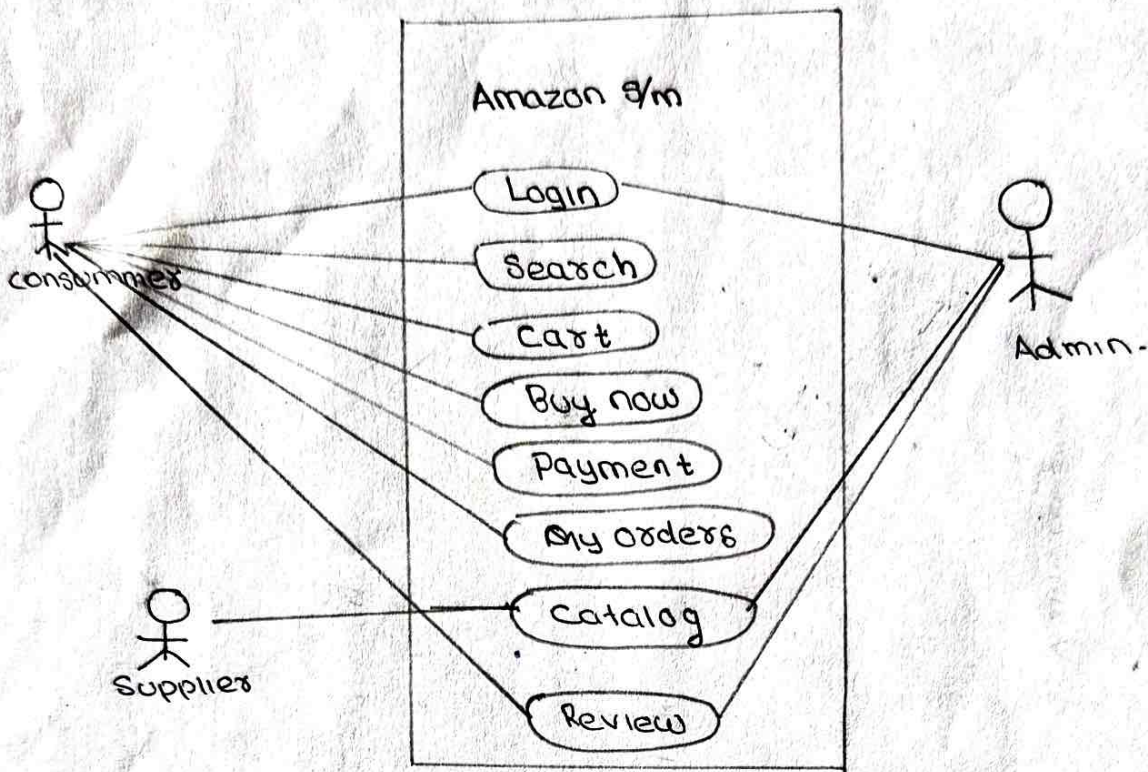 Amazon s/m
Login
Search
Cart
Buy now
Payment
My orders
Catalog
Review
consummer
Supplier
Admin.